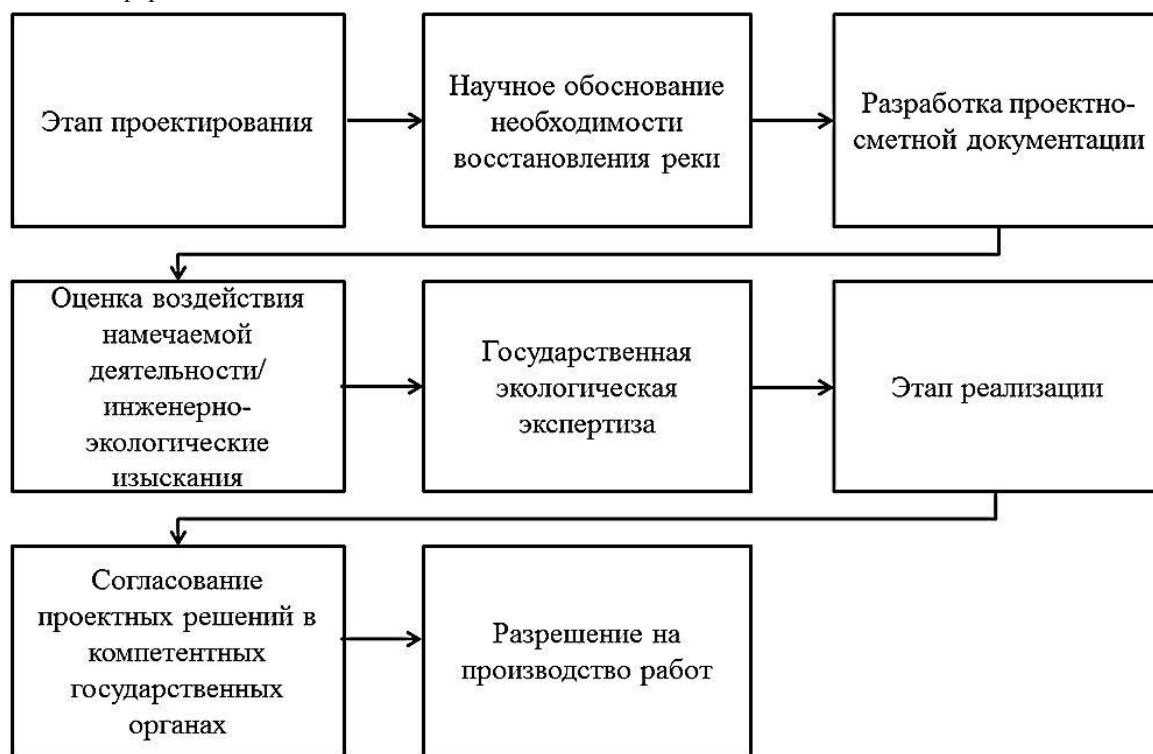 Этап проектирования
Научное обоснование
необходимости
восстановления реки
Разработка проектно-
сметной документации
Оценка воздействия
намечаемой
деятельности/
инженерно-
экологические
изыскания
Государственная
экологическая
экспертиза
Этап реализации
Согласование
проектных решений в
компетентных
государственных
органах
Разрешение на
производство работ